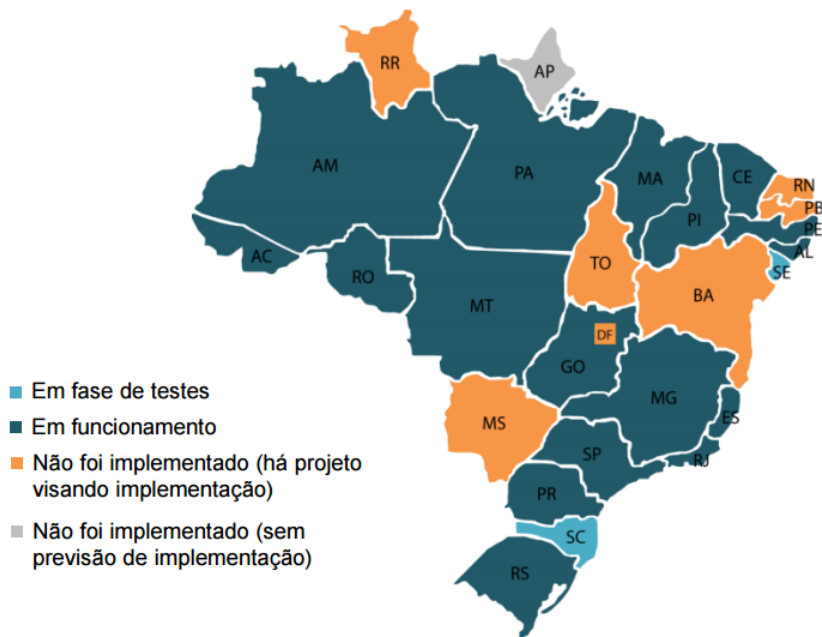 RR
AP
AM
PA
MA
CE
RN
PB
PE
PI
AL
SE
AC
RO
TO
BA
MT
DF
GO
Em fase de testes
MG
ES
Em funcionamento
MS
SP
RJ
Não foi implementado (há projeto
visando implementação)
PR
Não foi implementado (sem
previsão de implementação)
SC
RS